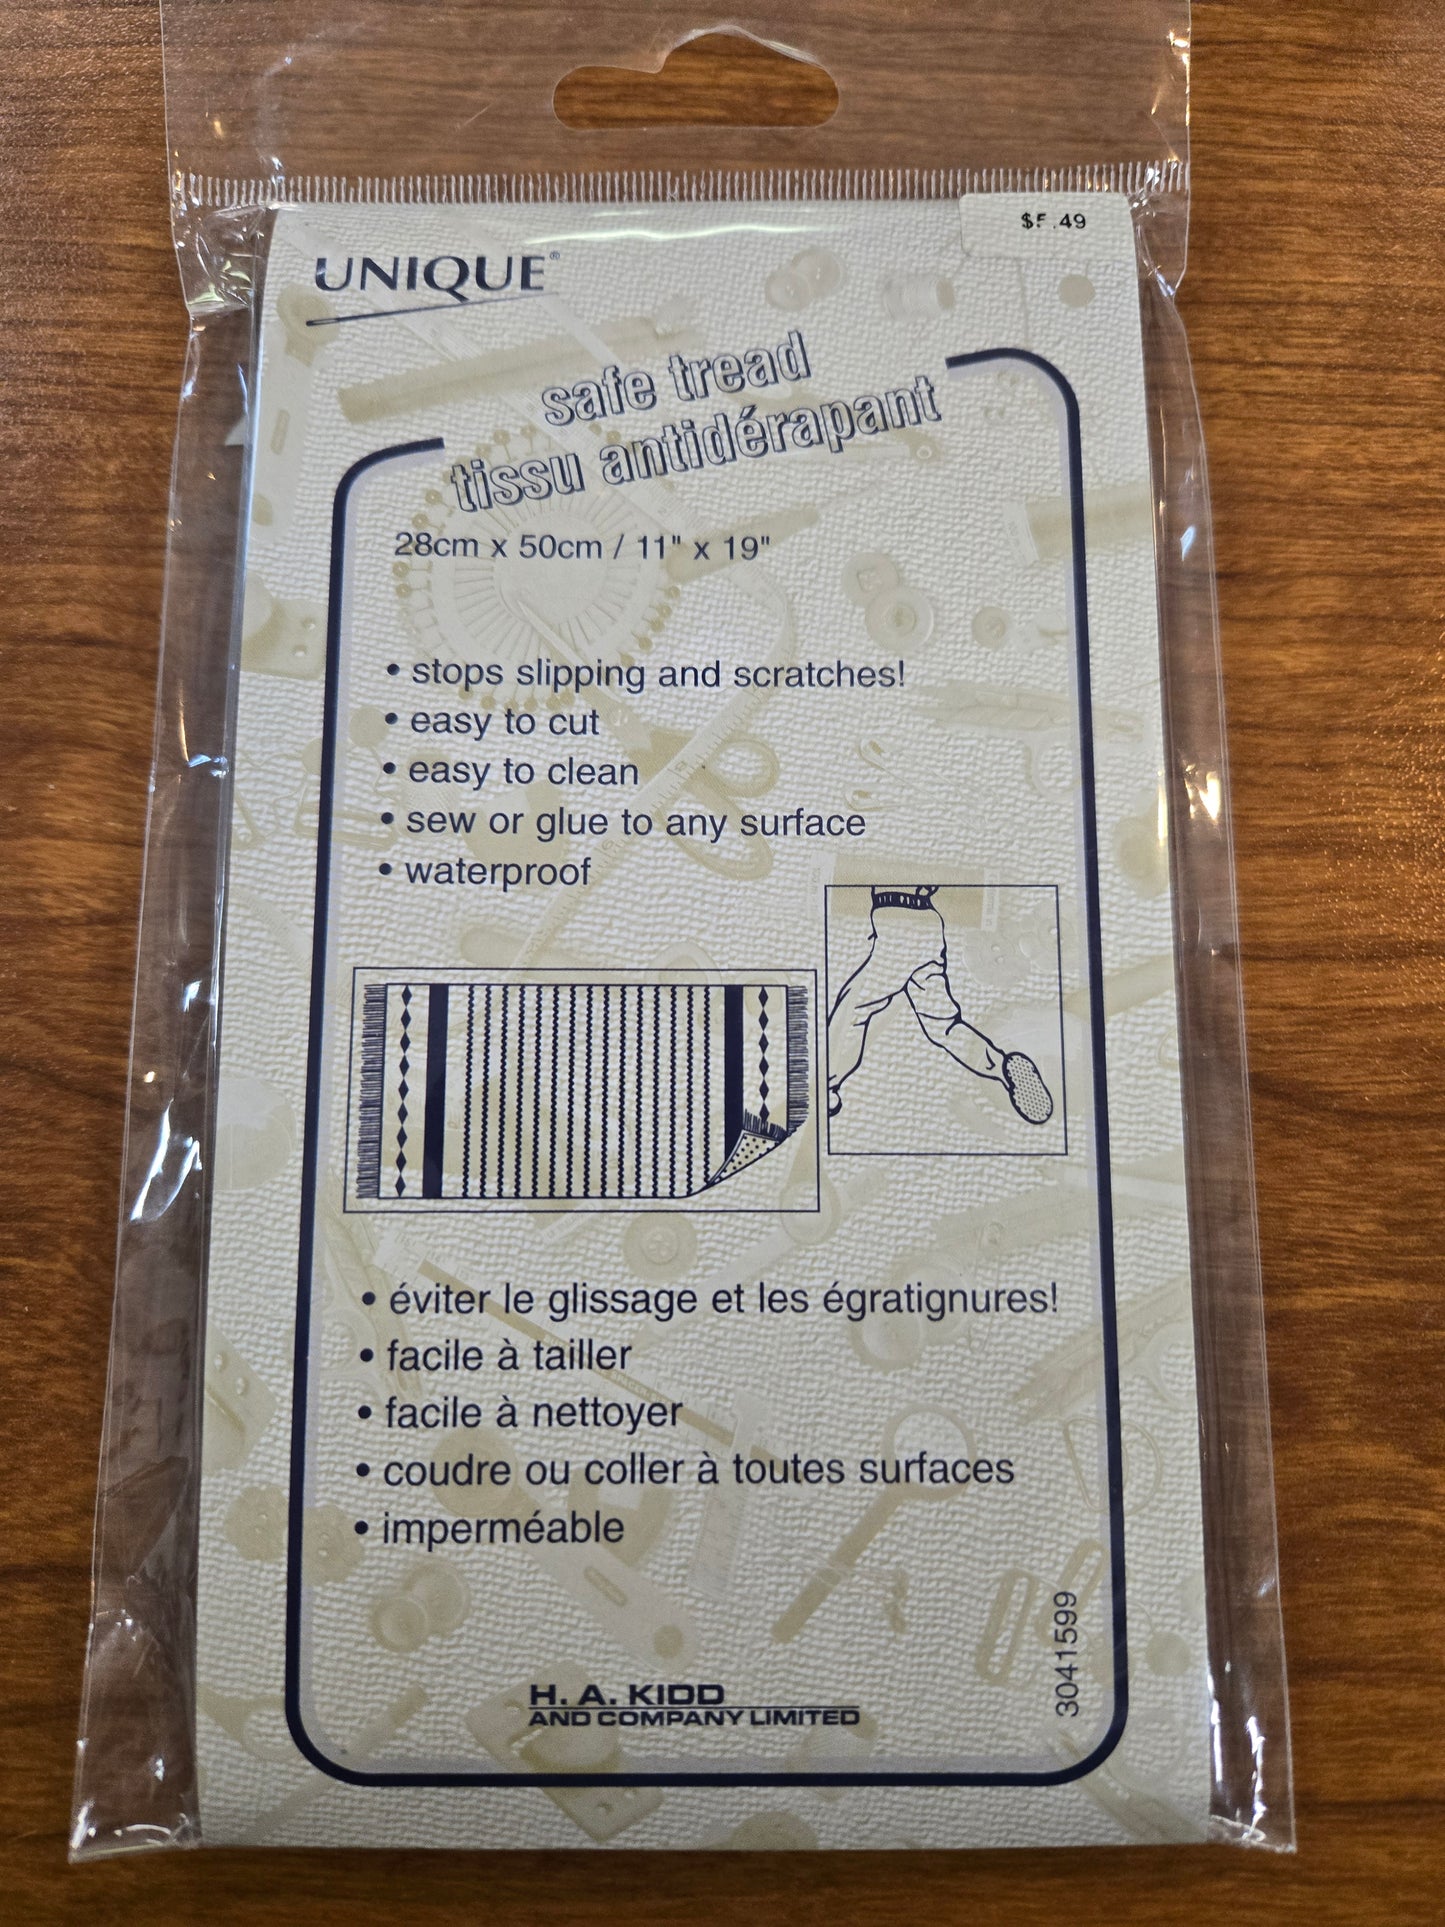 $5.49
UNIQUE®
safe tread
tissu antidérapant
28cm x 50cm / 11" x 19"
• stops slipping and scratches!
• easy to cut
• easy to clean
• sew or glue to any surface
• waterproof
• éviter le glissage et les égratignures!
• facile à tailler
• facile à nettoyer
• coudre ou coller à toutes surfaces
• imperméable
3041599
H. A. KIDD
AND COMPANY LIMITED